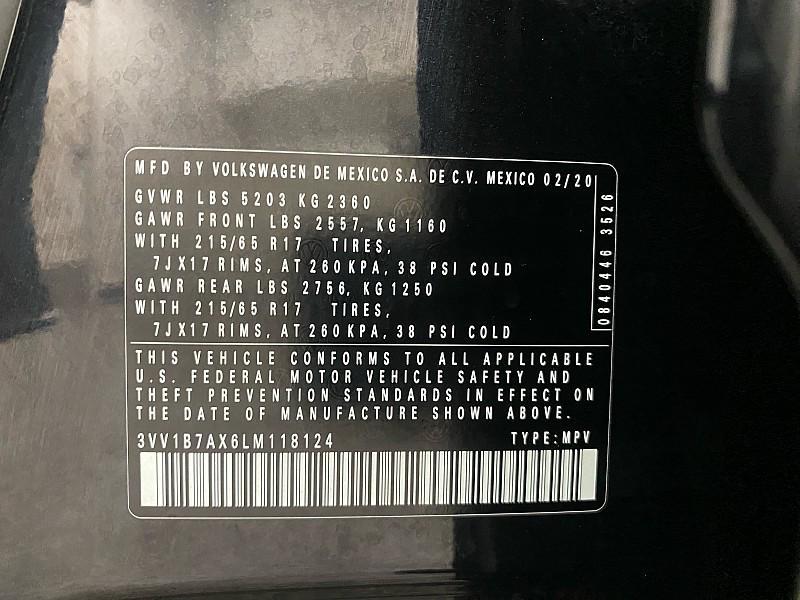 MFD BY VOLKSWAGEN DE MEXICO S.A. DE C.V. MEXICO 02/20
GVWR LBS 5203 KG 2360
GAWR FRONT LBS 2557, KG 1160
WITH 215/65 R17 TIRES,
7JX17 RIMS, AT 260 KPA, 38 PSI COLD
GAWR REAR LBS 2756, KG 1250
WITH 215/65 R17 TIRES,
7JX17 RIMS, AT 260 KPA, 38 PSI COLD
0840446 3526
THIS VEHICLE CONFORMS TO ALL APPLICABLE
U.S. FEDERAL MOTOR VEHICLE SAFETY AND
THEFT PREVENTION STANDARDS IN EFFECT ON
THE DATE OF MANUFACTURE SHOWN ABOVE.
3VV1B7AX6LM118124 TYPE: MPV